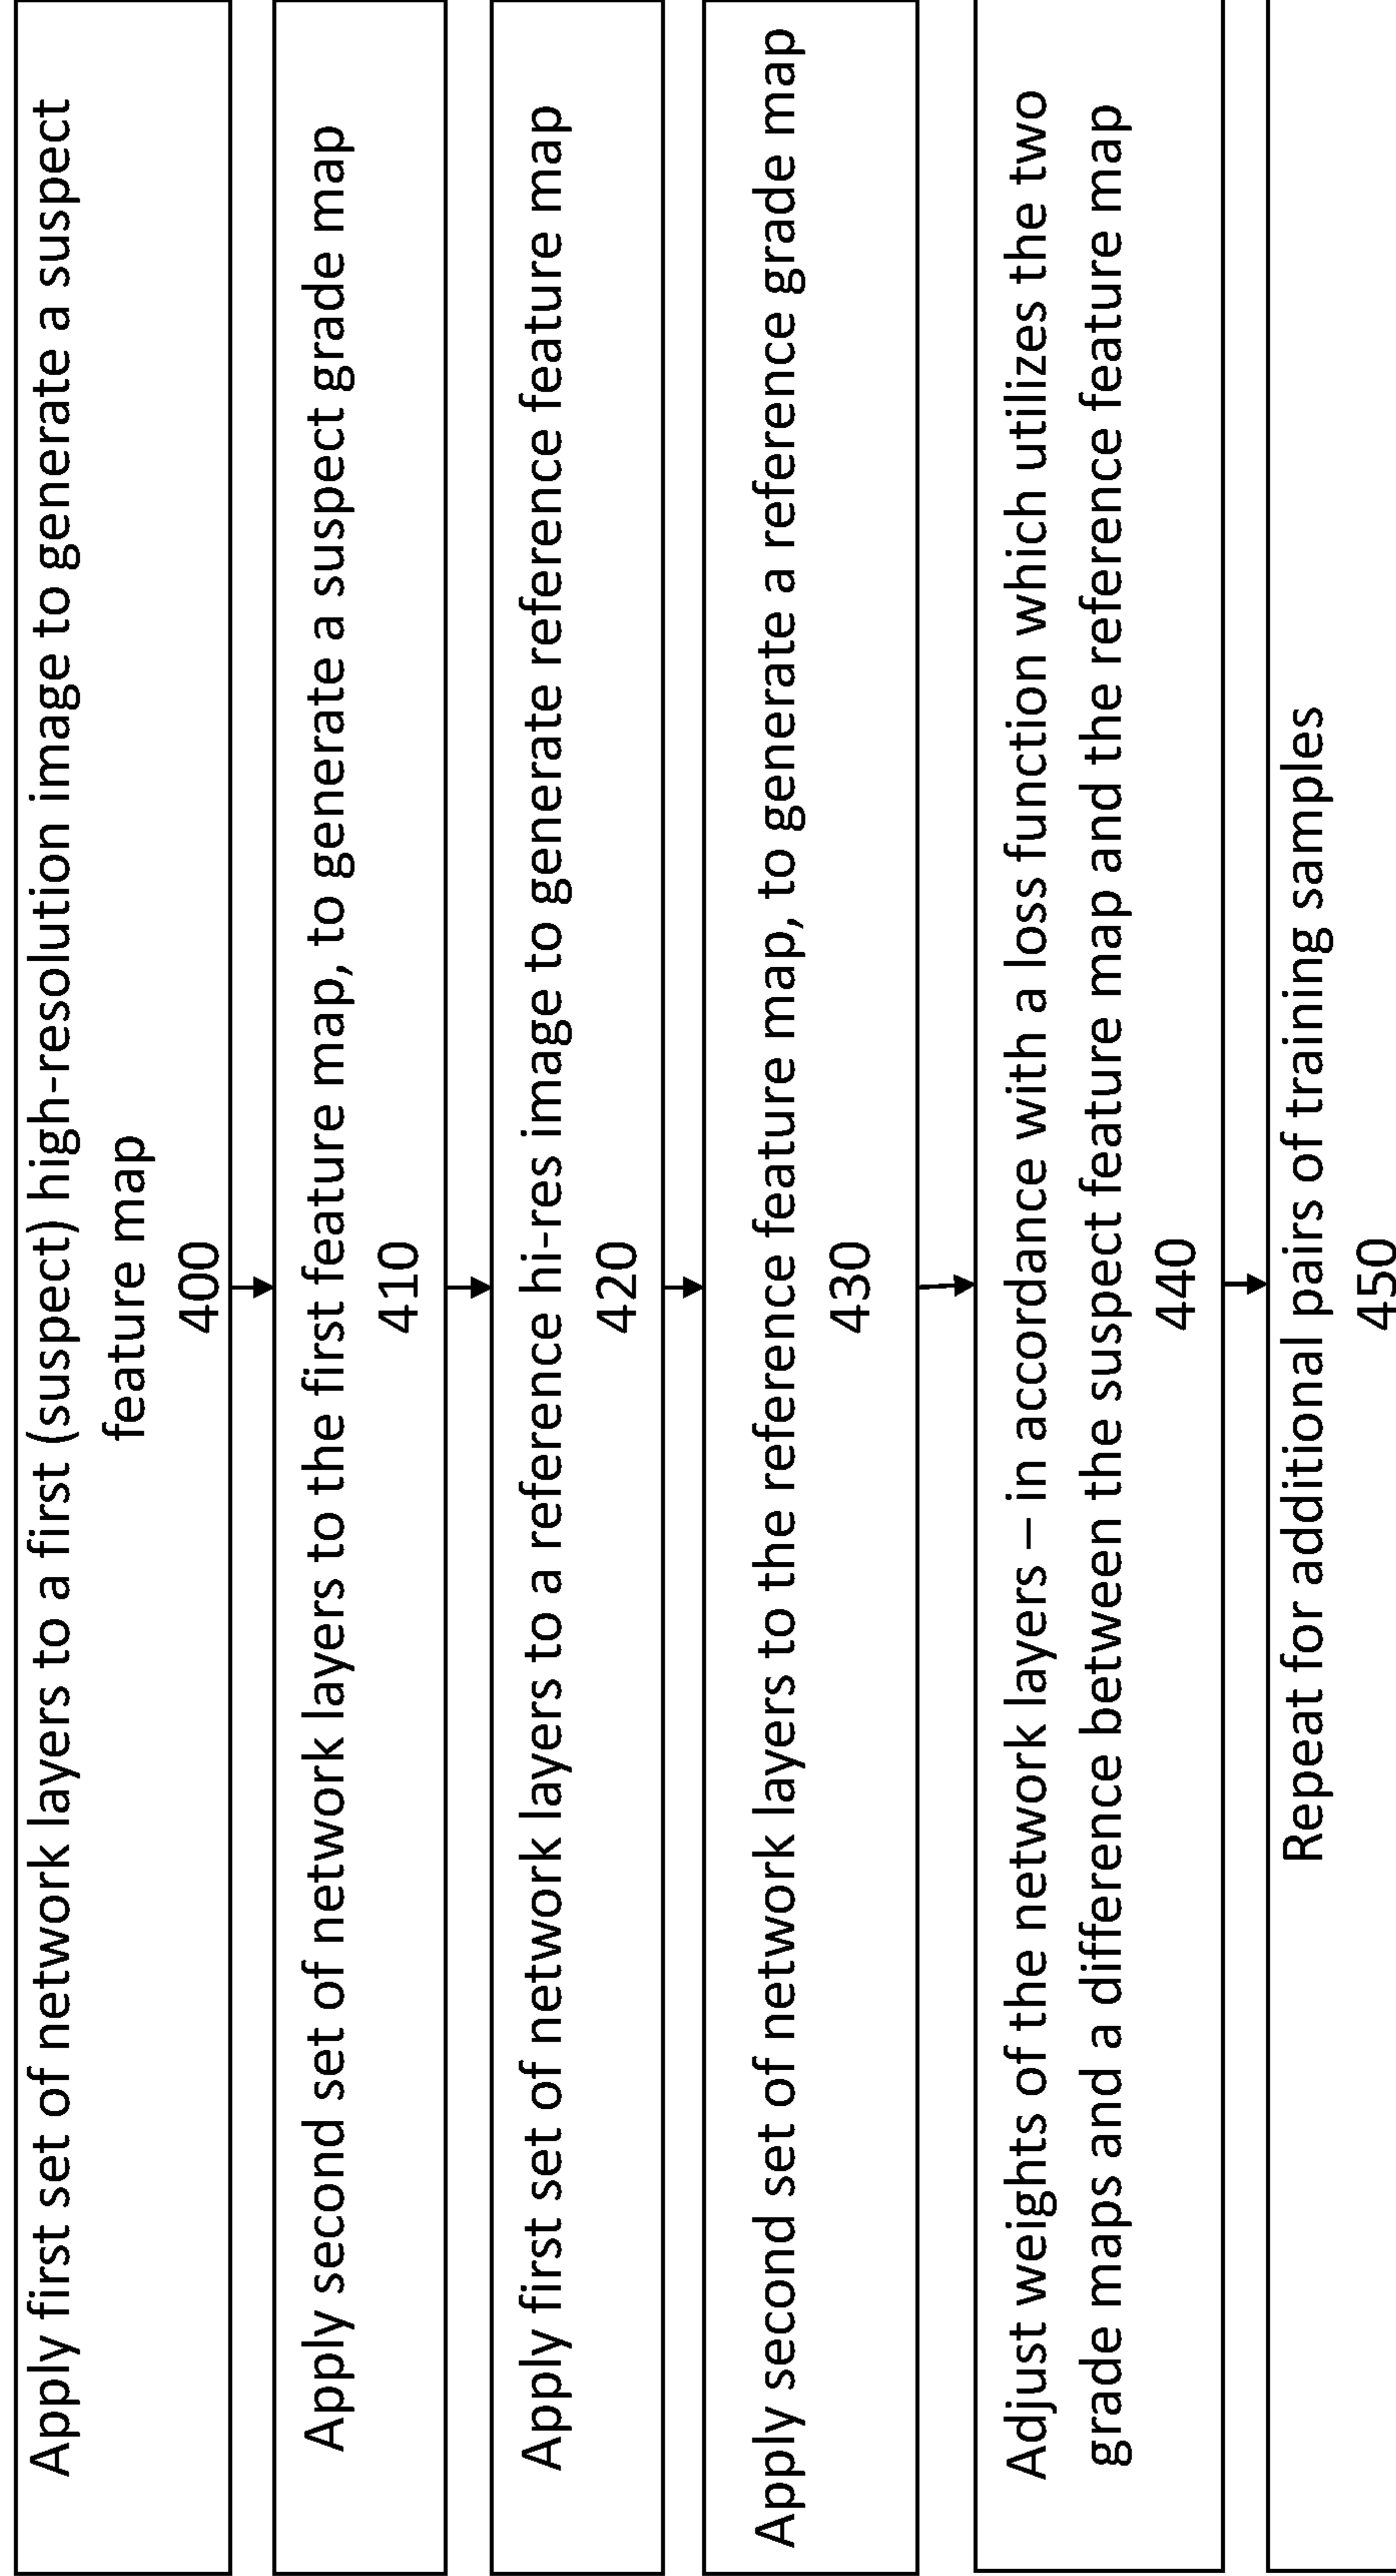 Apply first set of network layers to a first (suspect) high-resolution image to generate a suspect
feature map
400
Apply second set of network layers to the first feature map, to generate a suspect grade map
410
Apply first set of network layers to a reference hi-res image to generate reference feature map
420
Apply second set of network layers to the reference feature map, to generate a reference grade map
430
Adjust weights of the network layers – in accordance with a loss function which utilizes the two
grade maps and a difference between the suspect feature map and the reference feature map
440
Repeat for additional pairs of training samples
450